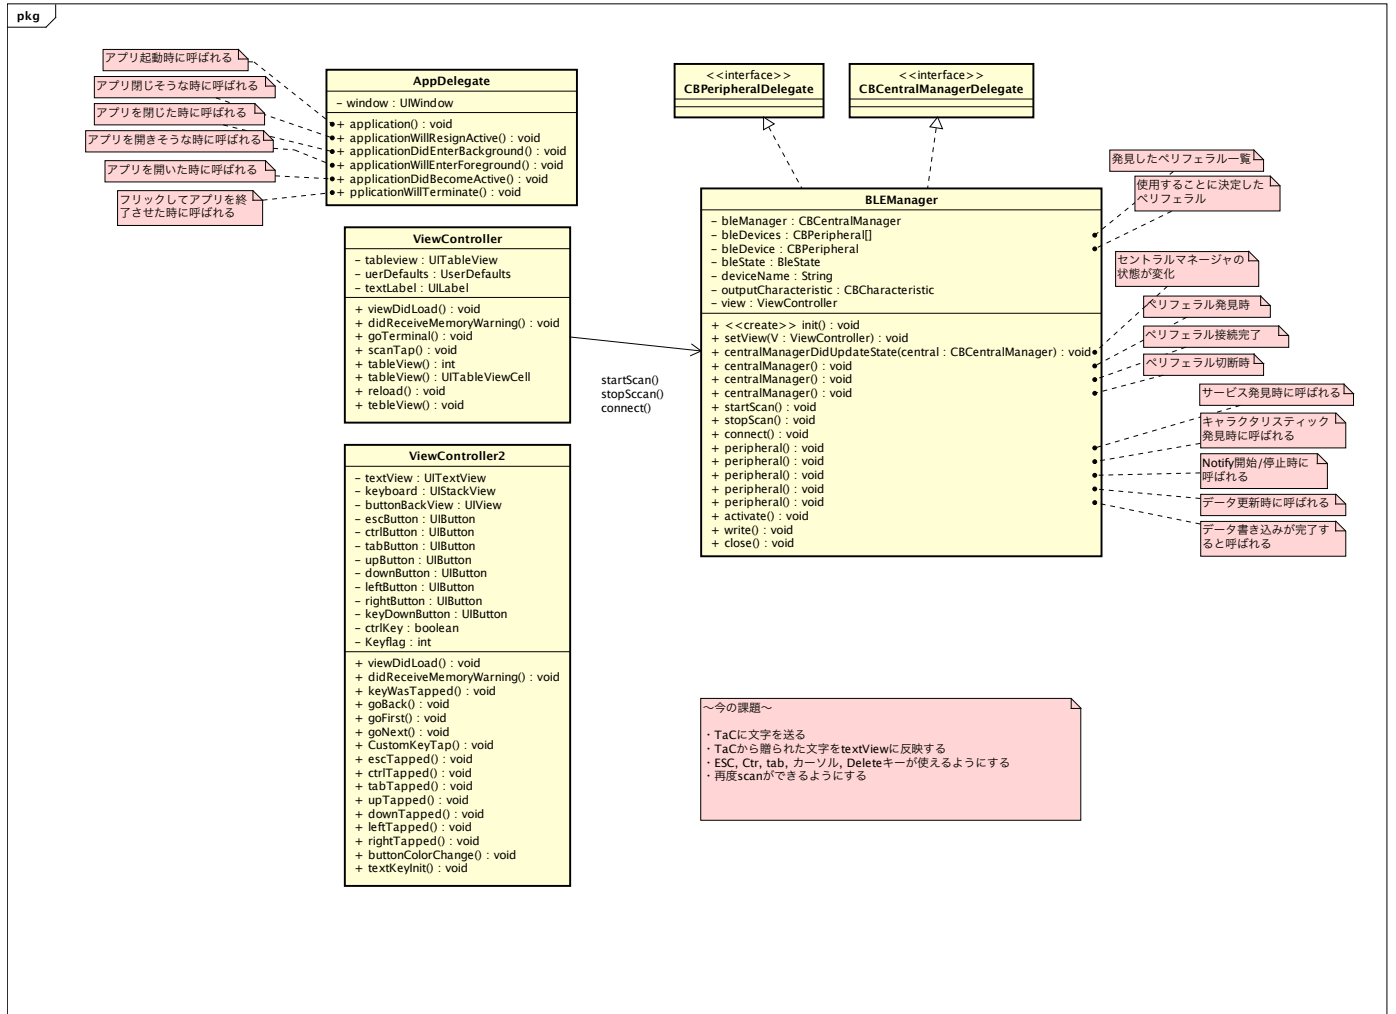 pkg
アプリ起動時に呼ばれる
アプリ閉じそうな時に呼ばれる
アプリを閉じた時に呼ばれる
アプリを開きそうな時に呼ばれる
アプリを開いた時に呼ばれる
フリックしてアプリを終
了させた時に呼ばれる
AppDelegate
− window : UIWindow
+ application() : void
+ applicationWillResignActive() : void
+ applicationDidEnterBackground() : void
+ applicationWillEnterForeground() : void
+ applicationDidBecomeActive() : void
+ pplicationWillTerminate() : void
ViewController
− tableview : UITableView
− uerDefaults : UserDefaults
− textLabel : UILabel
+ viewDidLoad() : void
+ didReceiveMemoryWarning() : void
+ goTerminal() : void
+ scanTap() : void
+ tableView() : int
+ tableView() : UITableViewCell
+ reload() : void
+ tebleView() : void
startScan()
stopSccan()
connect()
ViewController2
− textView : UITextView
− keyboard : UIStackView
− buttonBackView : UIView
− escButton : UIButton
− ctrlButton : UIButton
− tabButton : UIButton
− upButton : UIButton
− downButton : UIButton
− leftButton : UIButton
− rightButton : UIButton
− keyDownButton : UIButton
− ctrlKey : boolean
− Keyflag : int
+ viewDidLoad() : void
+ didReceiveMemoryWarning() : void
+ keyWasTapped() : void
+ goBack() : void
+ goFirst() : void
+ goNext() : void
+ CustomKeyTap() : void
+ escTapped() : void
+ ctrlTapped() : void
+ tabTapped() : void
+ upTapped() : void
+ downTapped() : void
+ leftTapped() : void
+ rightTapped() : void
+ buttonColorChange() : void
+ textKeyInit() : void
<<interface>>
CBPeripheralDelegate
<<interface>>
CBCentralManagerDelegate
BLEManager
− bleManager : CBCentralManager
− bleDevices : CBPeripheral[]
− bleDevice : CBPeripheral
− bleState : BleState
− deviceName : String
− outputCharacteristic : CBCharacteristic
− view : ViewController
+ <<create>> init() : void
+ setView(V : ViewController) : void
+ centralManagerDidUpdateState(central : CBCentralManager) : void
+ centralManager() : void
+ centralManager() : void
+ centralManager() : void
+ startScan() : void
+ stopScan() : void
+ connect() : void
+ peripheral() : void
+ peripheral() : void
+ peripheral() : void
+ peripheral() : void
+ peripheral() : void
+ activate() : void
+ write() : void
+ close() : void
発見したペリフェラル一覧
使用することに決定した
ペリフェラル
セントラルマネージャの
状態が変化
ペリフェラル発見時
ペリフェラル接続完了
ペリフェラル切断時
サービス発見時に呼ばれる
キャラクタリスティック
発見時に呼ばれる
Notify開始/停止時に
呼ばれる
データ更新時に呼ばれる
データ書き込みが完了す
ると呼ばれる
〜今の課題〜
・TaCに文字を送る
・TaCから贈られた文字をtextViewに反映する
・ESC, Ctr, tab, カーソル, Deleteキーが使えるようにする
・再度scanができるようにする